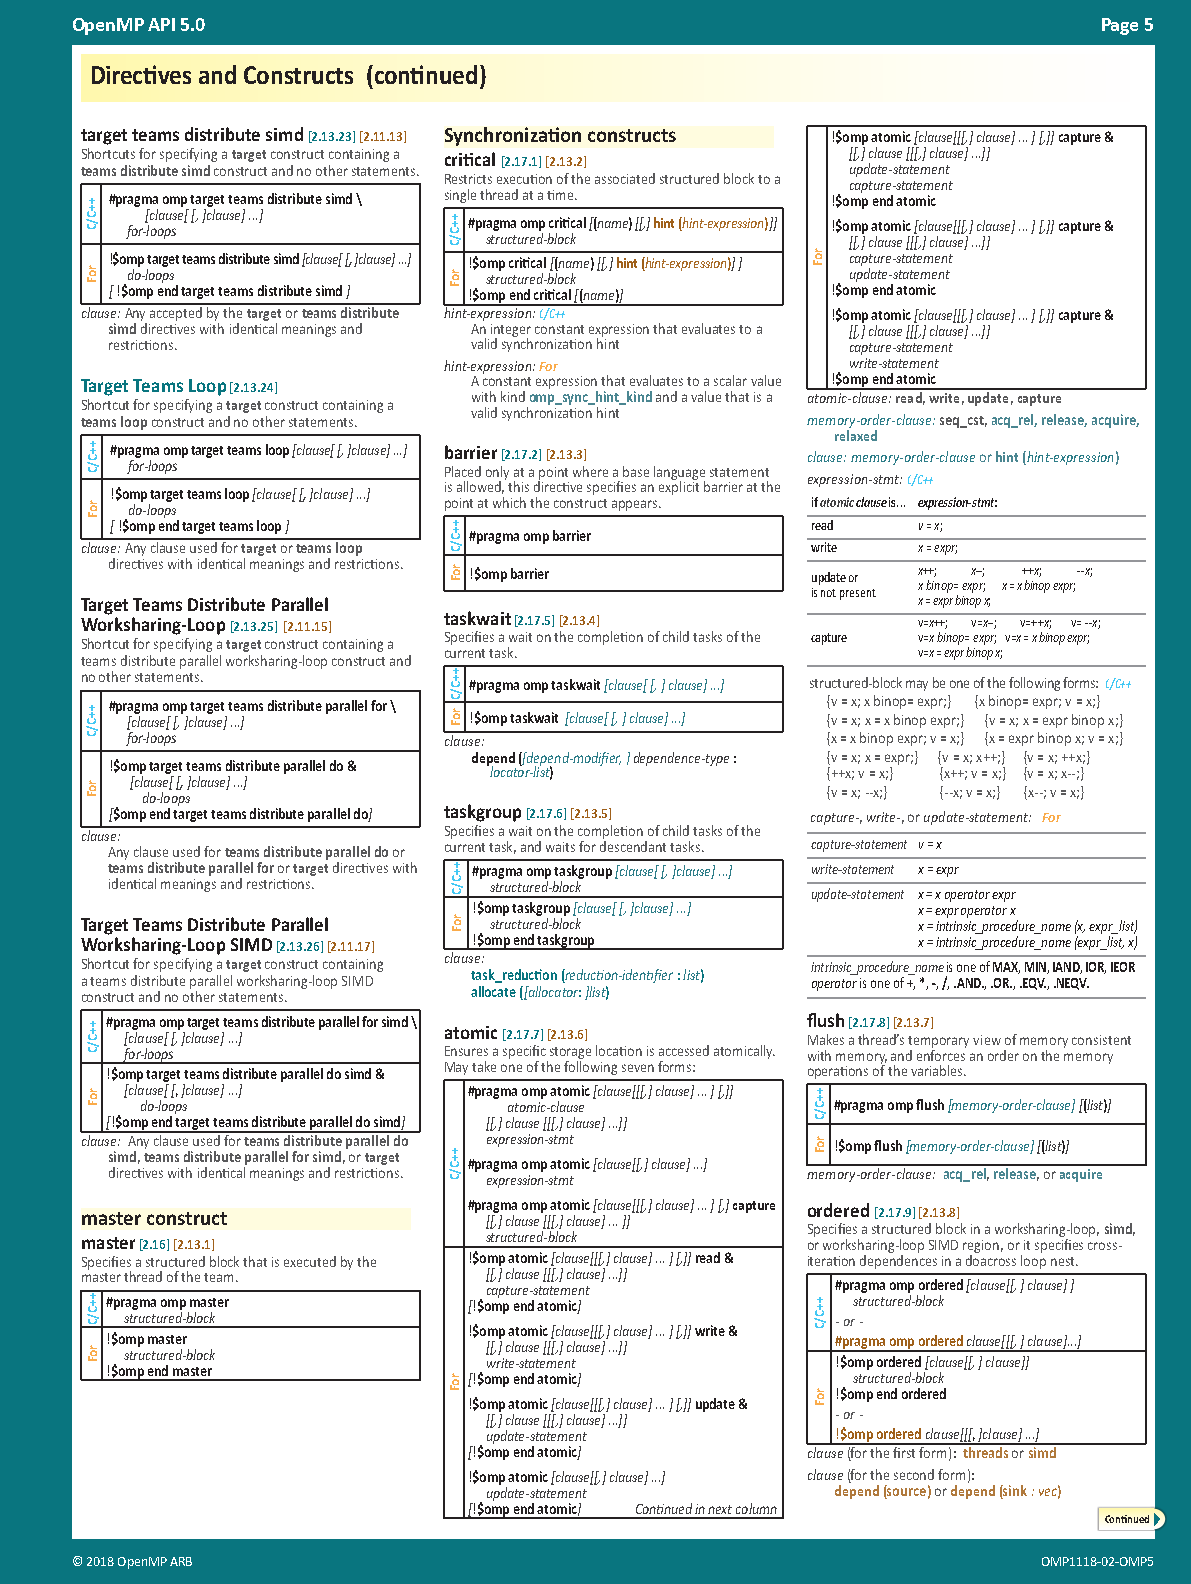 OpenMP API 5.0
Page 5
Directives and Constructs (continued)
target teams distribute simd [2.13.23] [2.11.13]
Shortcuts for specifying a target construct containing a
teams distribute simd construct and no other statements.
C/C++
#pragma omp target teams distribute simd \
[clause[ [, ]clause] ...]
for-loops
For
!$omp target teams distribute simd [clause[ [, ]clause] ...]
do-loops
[ !$omp end target teams distribute simd ]
clause: Any accepted by the target or teams distribute
simd directives with identical meanings and
restrictions.
Target Teams Loop [2.13.24]
Shortcut for specifying a target construct containing a
teams loop construct and no other statements.
C/C++
#pragma omp target teams loop [clause[ [, ]clause] ...]
for-loops
For
!$omp target teams loop [clause[ [, ]clause] ...]
do-loops
[ !$omp end target teams loop ]
clause: Any clause used for target or teams loop
directives with identical meanings and restrictions.
Target Teams Distribute Parallel
Worksharing-Loop [2.13.25] [2.11.15]
Shortcut for specifying a target construct containing a
teams distribute parallel worksharing-loop construct and
no other statements.
C/C++
#pragma omp target teams distribute parallel for \
[clause[ [, ]clause] ...]
for-loops
For
!$omp target teams distribute parallel do &
[clause[ [, ]clause] ...]
do-loops
[$omp end target teams distribute parallel do]
clause:
Any clause used for teams distribute parallel do or
teams distribute parallel for or target directives with
identical meanings and restrictions.
Target Teams Distribute Parallel
Worksharing-Loop SIMD [2.13.26] [2.11.17]
Shortcut for specifying a target construct containing
a teams distribute parallel worksharing-loop SIMD
construct and no other statements.
C/C++
#pragma omp target teams distribute parallel for simd \
[clause[ [, ]clause] ...]
for-loops
For
!$omp target teams distribute parallel do simd &
[clause[ [, ]clause] ...]
do-loops
[!$omp end target teams distribute parallel do simd]
clause: Any clause used for teams distribute parallel do
simd, teams distribute parallel for simd, or target
directives with identical meanings and restrictions.
master construct
master [2.16] [2.13.1]
Specifies a structured block that is executed by the
master thread of the team.
C/C++
#pragma omp master
structured-block
For
!$omp master
structured-block
!$omp end master
Synchronization constructs
critical [2.17.1] [2.13.2]
Restricts execution of the associated structured block to a
single thread at a time.
C/C++
#pragma omp critical [(name) [[,] hint (hint-expression)]]
structured-block
For
!$omp critical [(name) [[,] hint (hint-expression)] ]
structured-block
!$omp end critical [(name)]
hint-expression: C/C++
An integer constant expression that evaluates to a
valid synchronization hint
hint-expression: For
A constant expression that evaluates to a scalar value
with kind omp_sync_hint_kind and a value that is a
valid synchronization hint
barrier [2.17.2] [2.13.3]
Placed only at a point where a base language statement
is allowed, this directive specifies an explicit barrier at the
point at which the construct appears.
C/C++
#pragma omp barrier
For
!$omp barrier
taskwait [2.17.5] [2.13.4]
Specifies a wait on the completion of child tasks of the
current task.
C/C++
#pragma omp taskwait [clause[ [, ] clause] ...]
For
!$omp taskwait [clause[ [, ] clause] ...]
clause:
depend ([depend-modifier, ] dependence-type :
locator-list)
taskgroup [2.17.6] [2.13.5]
Specifies a wait on the completion of child tasks of the
current task, and waits for descendant tasks.
C/C++
#pragma omp taskgroup [clause[ [, ]clause] ...]
structured-block
For
!$omp taskgroup [clause[ [, ]clause] ...]
structured-block
!$omp end taskgroup
clause:
task_reduction (reduction-identifier : list)
allocate ([allocator: ]list)
atomic [2.17.7] [2.13.6]
Ensures a specific storage location is accessed atomically.
May take one of the following seven forms:
C/C++
#pragma omp atomic [clause[[[,] clause] ... ] [,]]
atomic-clause
[[,] clause [[[,] clause] ...]]
expression-stmt
#pragma omp atomic [clause[[,] clause] ...]
expression-stmt
#pragma omp atomic [clause[[[,] clause] ... ] [,] capture
[[,] clause [[[,] clause] ... ]]
structured-block
For
!$omp atomic [clause[[[,] clause] ... ] [,]] read &
[[,] clause [[[,] clause] ...]]
capture-statement
[!$omp end atomic]
!$omp atomic [clause[[[,] clause] ... ] [,]] write &
[[,] clause [[[,] clause] ...]]
write-statement
[!$omp end atomic]
!$omp atomic [clause[[[,] clause] ... ] [,]] update &
[[,] clause [[[,] clause] ...]]
update-statement
[!$omp end atomic]
!$omp atomic [clause[[,] clause] ...]
update-statement
[!$omp end atomic] Continued in next column
For
!$omp atomic [clause[[[,] clause] ... ] [,]] capture &
[[,] clause [[[,] clause] ...]]
update-statement
capture-statement
!$omp end atomic
!$omp atomic [clause[[[,] clause] ... ] [,]] capture &
[[,] clause [[[,] clause] ...]]
capture-statement
update-statement
!$omp end atomic
!$omp atomic [clause[[[,] clause] ... ] [,]] capture &
[[,] clause [[[,] clause] ...]]
capture-statement
write-statement
!$omp end atomic
atomic-clause: read, write, update, capture
memory-order-clause: seq_cst, acq_rel, release, acquire,
relaxed
clause: memory-order-clause or hint (hint-expression)
expression-stmt: C/C++
if atomic clause is... expression-stmt:
read v = x;
write x = expr;
update or
is not present
x++; x--; ++x; --x;
x binop= expr; x = x binop expr;
x = expr binop x;
capture
v=x++; v=x--; v=++x; v= --x;
v=x binop= expr; v=x = x binop expr;
v=x = expr binop x;
structured-block may be one of the following forms: C/C++
{v = x; x binop= expr;} {x binop= expr; v = x;}
{v = x; x = x binop expr;} {v = x; x = expr binop x;}
{x = x binop expr; v = x;} {x = expr binop x; v = x;}
{v = x; x = expr;} {v = x; x++;} {v = x; ++x;}
{++x; v = x;} {x++; v = x;} {v = x; x--;}
{v = x; --x;} {--x; v = x;} {x--; v = x;}
capture-, write-, or update-statement: For
capture-statement v = x
write-statement x = expr
update-statement x = x operator expr
x = expr operator x
x = intrinsic_procedure_name (x, expr_list)
x = intrinsic_procedure_name (expr_list, x)
intrinsic_procedure_name is one of MAX, MIN, IAND, IOR, IEOR
operator is one of +, *, -, /, .AND., .OR., .EQV., .NEQV.
flush [2.17.8] [2.13.7]
Makes a thread's temporary view of memory consistent
with memory, and enforces an order on the memory
operations of the variables.
C/C++
#pragma omp flush [memory-order-clause] [(list)]
For
!$omp flush [memory-order-clause] [(list)]
memory-order-clause: acq_rel, release, or acquire
ordered [2.17.9] [2.13.8]
Specifies a structured block in a worksharing-loop, simd,
or worksharing-loop SIMD region, or it specifies cross-
iteration dependences in a doacross loop nest.
C/C++
#pragma omp ordered [clause[[, ] clause] ]
structured-block
- or -
#pragma omp ordered clause[[[, ] clause]...]
For
!$omp ordered [clause[[, ] clause]]
structured-block
!$omp end ordered
- or -
!$omp ordered clause[[[, ]clause] ...]
clause (for the first form): threads or simd
clause (for the second form):
depend (source) or depend (sink : vec)
Continued
© 2018 OpenMP ARB
OMP1118-02-OMP5